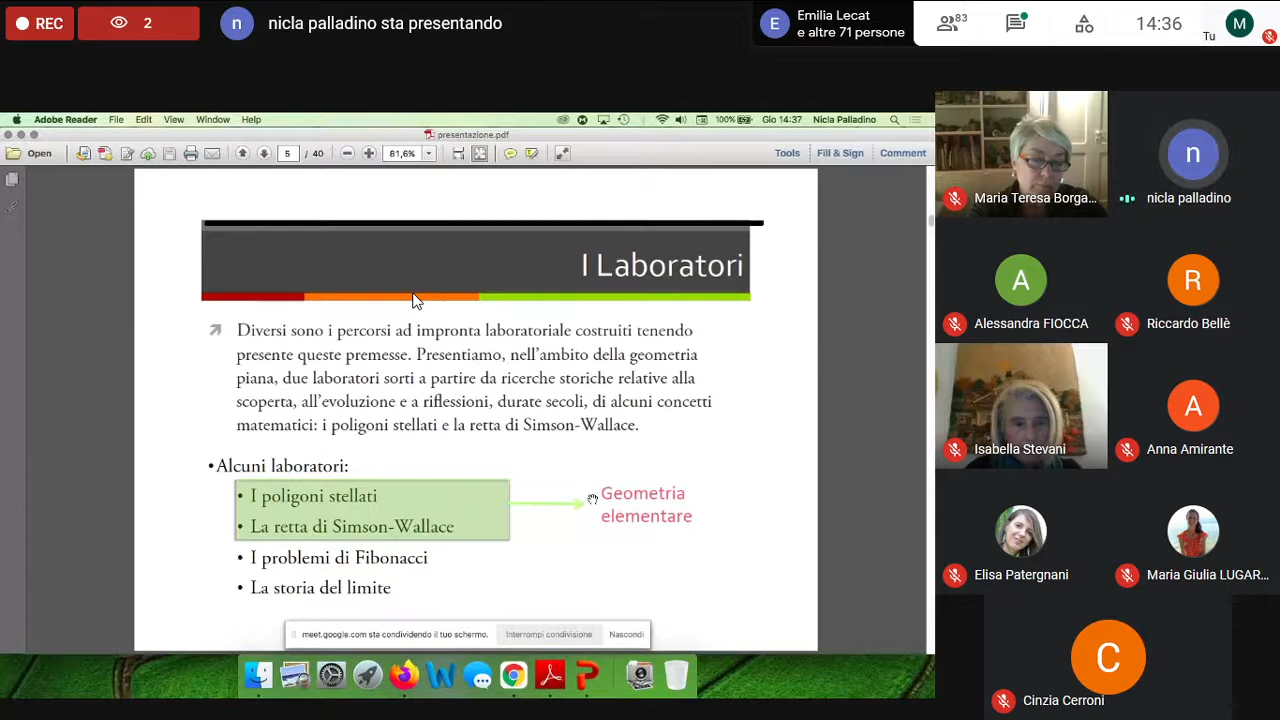 REC
2
n
nicla palladino sta presentando
E
Emilia Lecat
e altre 71 persone
83
14:36
Tu
M
Adobe Reader File Edit View Window Help
100%
Gio 14:37 Nicla Palladino
presentazione.pdf
Open
5 / 40
81,6%
Tools Fill & Sign Comment
I Laboratori
Diversi sono i percorsi ad impronta laboratoriale costruiti tenendo
presente queste premesse. Presentiamo, nell'ambito della geometria
piana, due laboratori sorti a partire da ricerche storiche relative alla
scoperta, all'evoluzione e a riflessioni, durate secoli, di alcuni concetti
matematici: i poligoni stellati e la retta di Simson-Wallace.
•Alcuni laboratori:
• I poligoni stellati
• La retta di Simson-Wallace
• I problemi di Fibonacci
• La storia del limite
Geometria
elementare
meet.google.com sta condividendo il tuo schermo.
Interrompi condivisione
Nascondi
Maria Teresa Borga...
n
nicla palladino
A
Alessandra FIOCCA
R
Riccardo Bellè
Isabella Stevani
A
Anna Amirante
Elisa Patergnani
Maria Giulia LUGAR...
C
Cinzia Cerroni